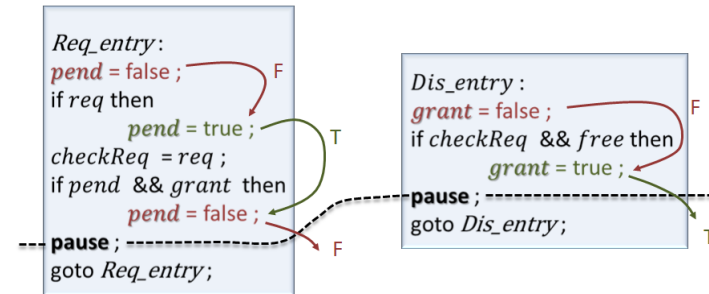 Req_entry:
pend = false ;
F
if req then
pend = true ;
T
checkReq = req ;
if pend && grant then
pend = false ;
F
pause ;
goto Req_entry ;
Dis_entry :
grant = false ;
F
if checkReq && free then
grant = true ;
T
pause ;
goto Dis_entry ;